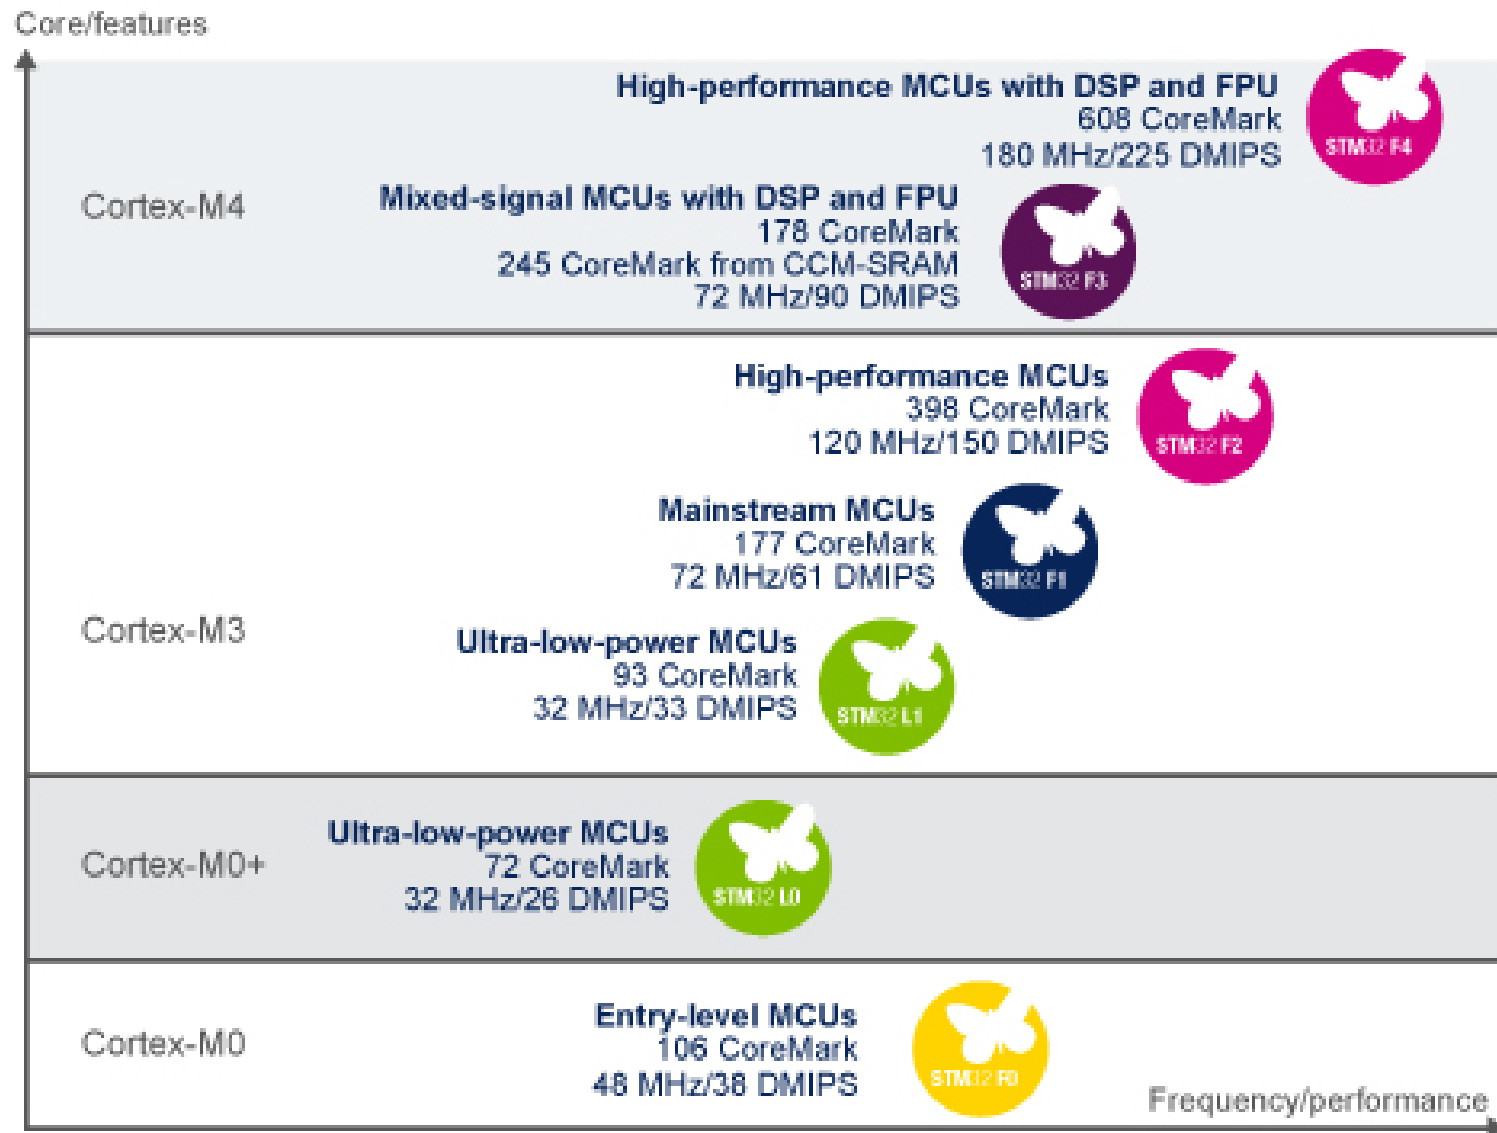 Core/features
High-performance MCUs with DSP and FPU
608 CoreMark
180 MHz/225 DMIPS
STM32 F4
Cortex-M4
Mixed-signal MCUs with DSP and FPU
178 CoreMark
245 CoreMark from CCM-SRAM
72 MHz/90 DMIPS
STM32 F3
High-performance MCUs
398 CoreMark
120 MHz/150 DMIPS
STM32 F2
Mainstream MCUs
177 CoreMark
72 MHz/61 DMIPS
STM32 F1
Cortex-M3
Ultra-low-power MCUs
93 CoreMark
32 MHz/33 DMIPS
STM32 L1
Cortex-M0+
Ultra-low-power MCUs
72 CoreMark
32 MHz/26 DMIPS
STM32 L0
Cortex-M0
Entry-level MCUs
106 CoreMark
48 MHz/38 DMIPS
STM32 F0
Frequency/performance